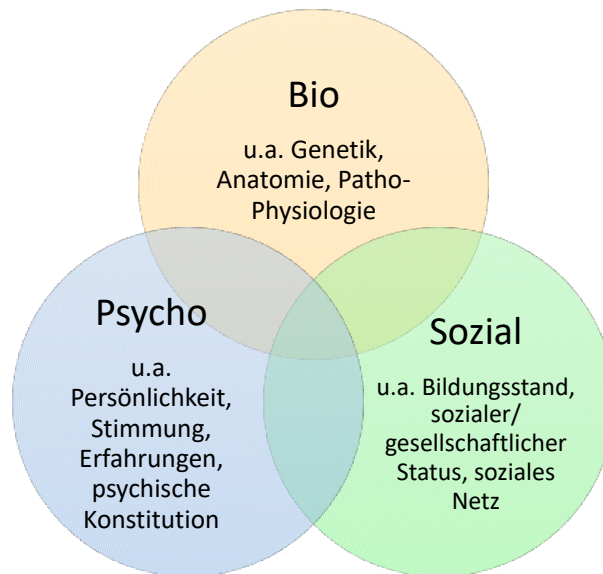 Bio
u.a. Genetik,
Anatomie, Patho-
Physiologie
Psycho
u.a.
Persönlichkeit,
Stimmung,
Erfahrungen,
psychische
Konstitution
Sozial
u.a. Bildungsstand,
sozialer/
gesellschaftlicher
Status, soziales
Netz